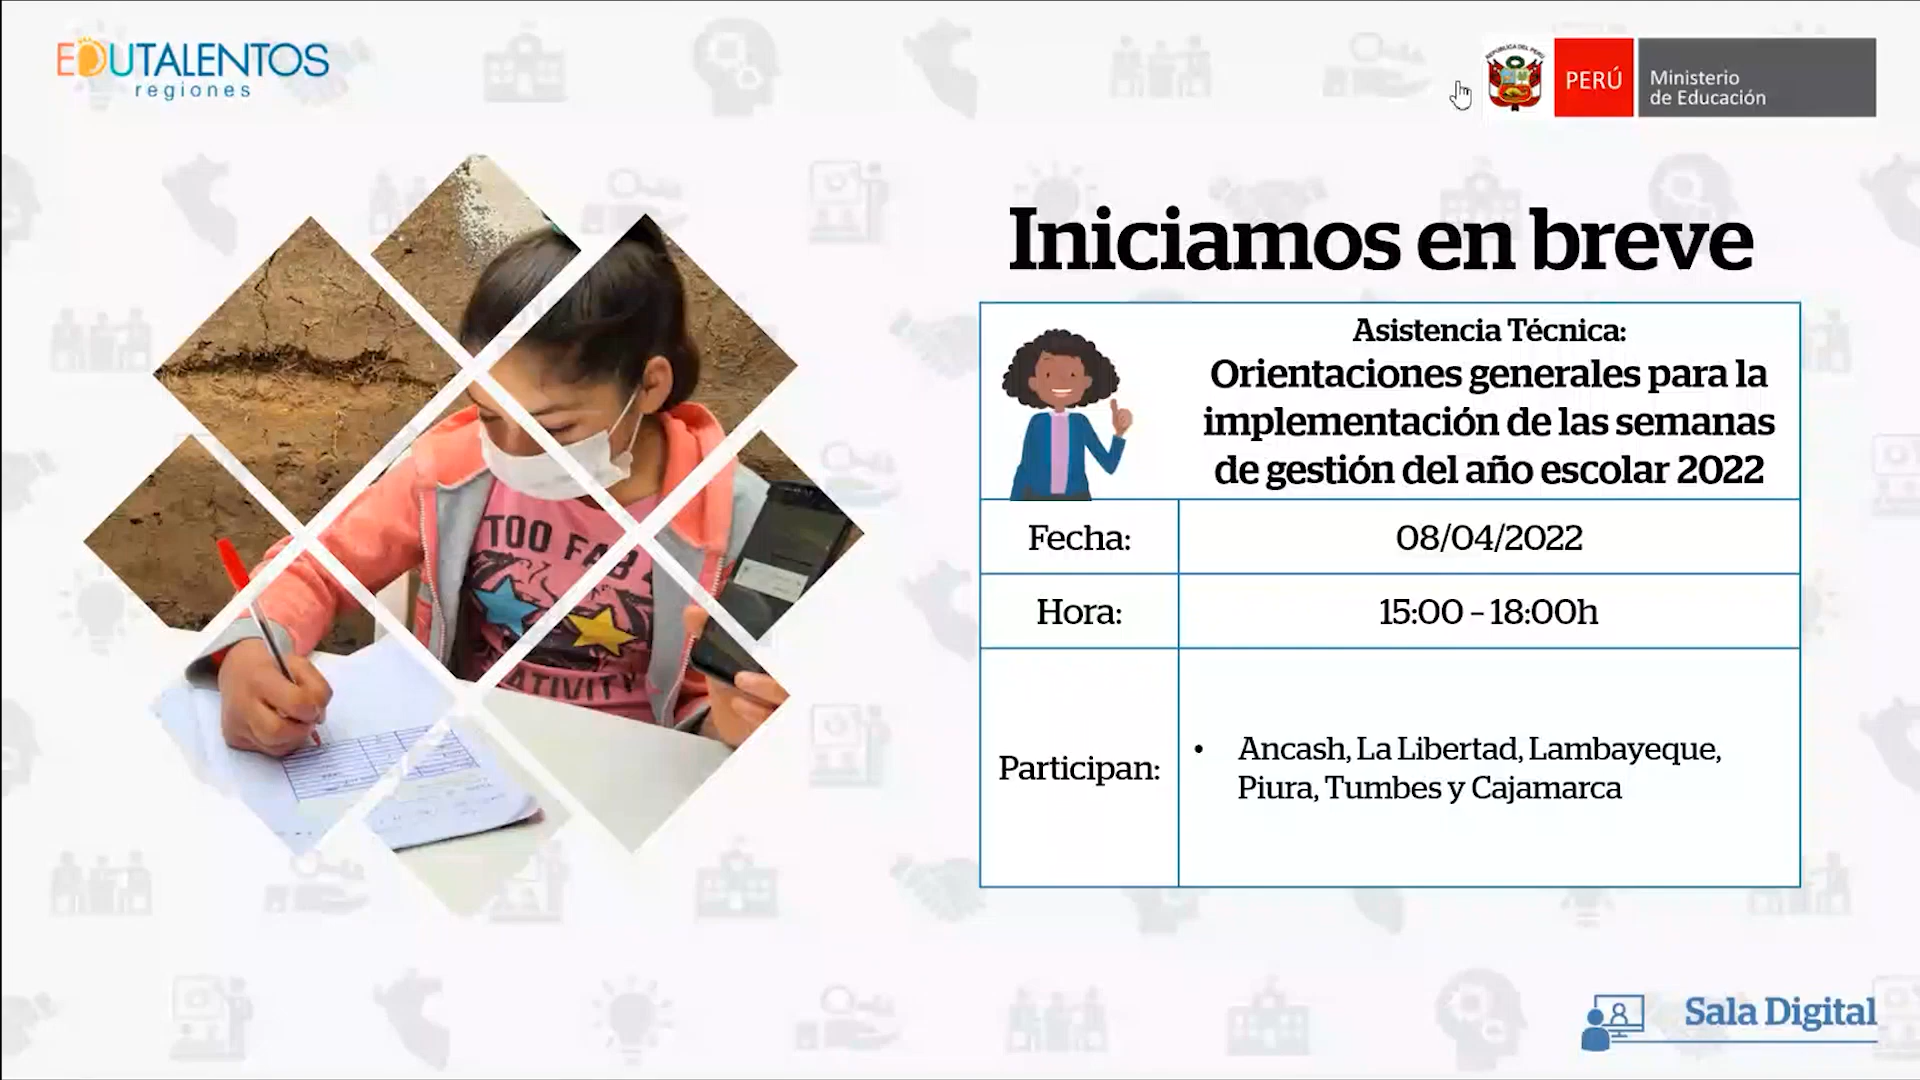 EDUTALENTOS
regiones
REPÚBLICA DEL PERÚ
PERÚ
Ministerio
de Educación
Iniciamos en breve
Asistencia Técnica:
Orientaciones generales para la
implementación de las semanas
de gestión del año escolar 2022
Fecha:
08/04/2022
Hora:
15:00 – 18:00h
Participan:
• Ancash, La Libertad, Lambayeque,
Piura, Tumbes y Cajamarca
TOO FAB
ATIVITY
Sala Digital